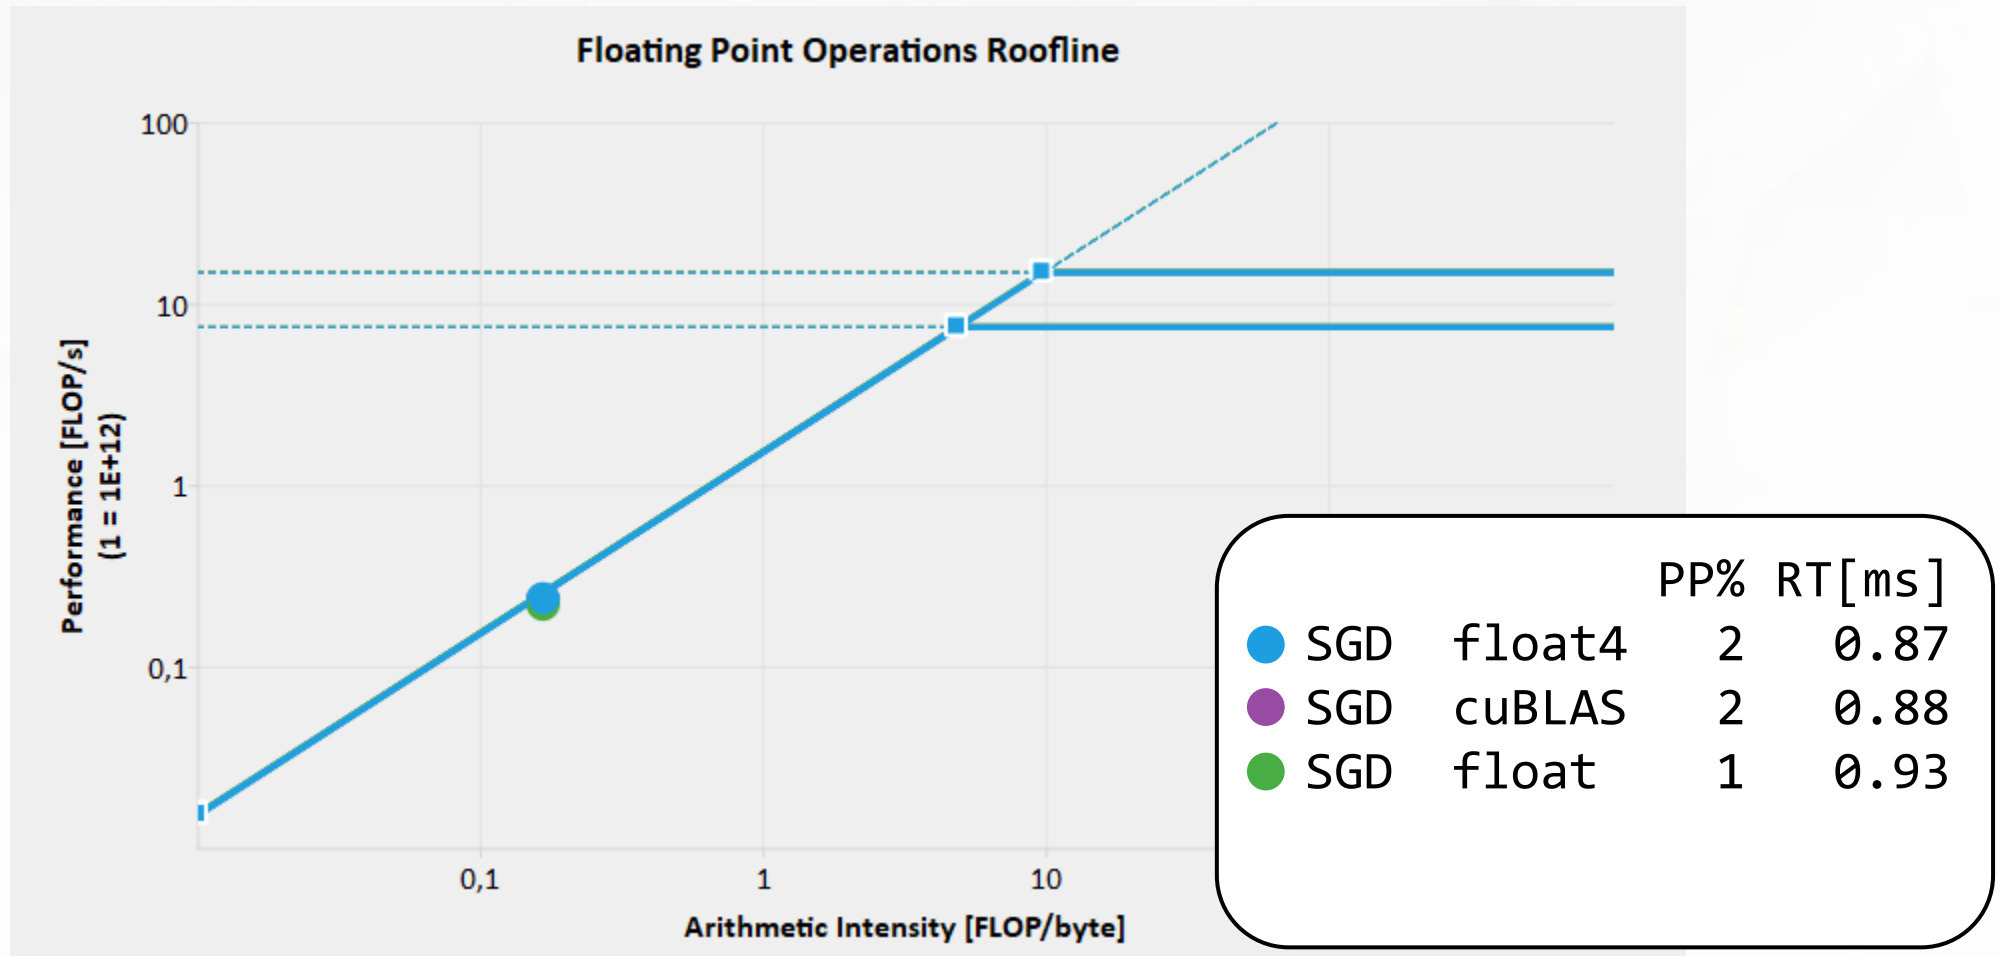 Floating Point Operations Roofline
100
10
1
0,1
Performance [FLOP/s]
(1 = 1E+12)
0,1
1
10
Arithmetic Intensity [FLOP/byte]
PP% RT[ms]
SGD float4 2 0.87
SGD cuBLAS 2 0.88
SGD float 1 0.93